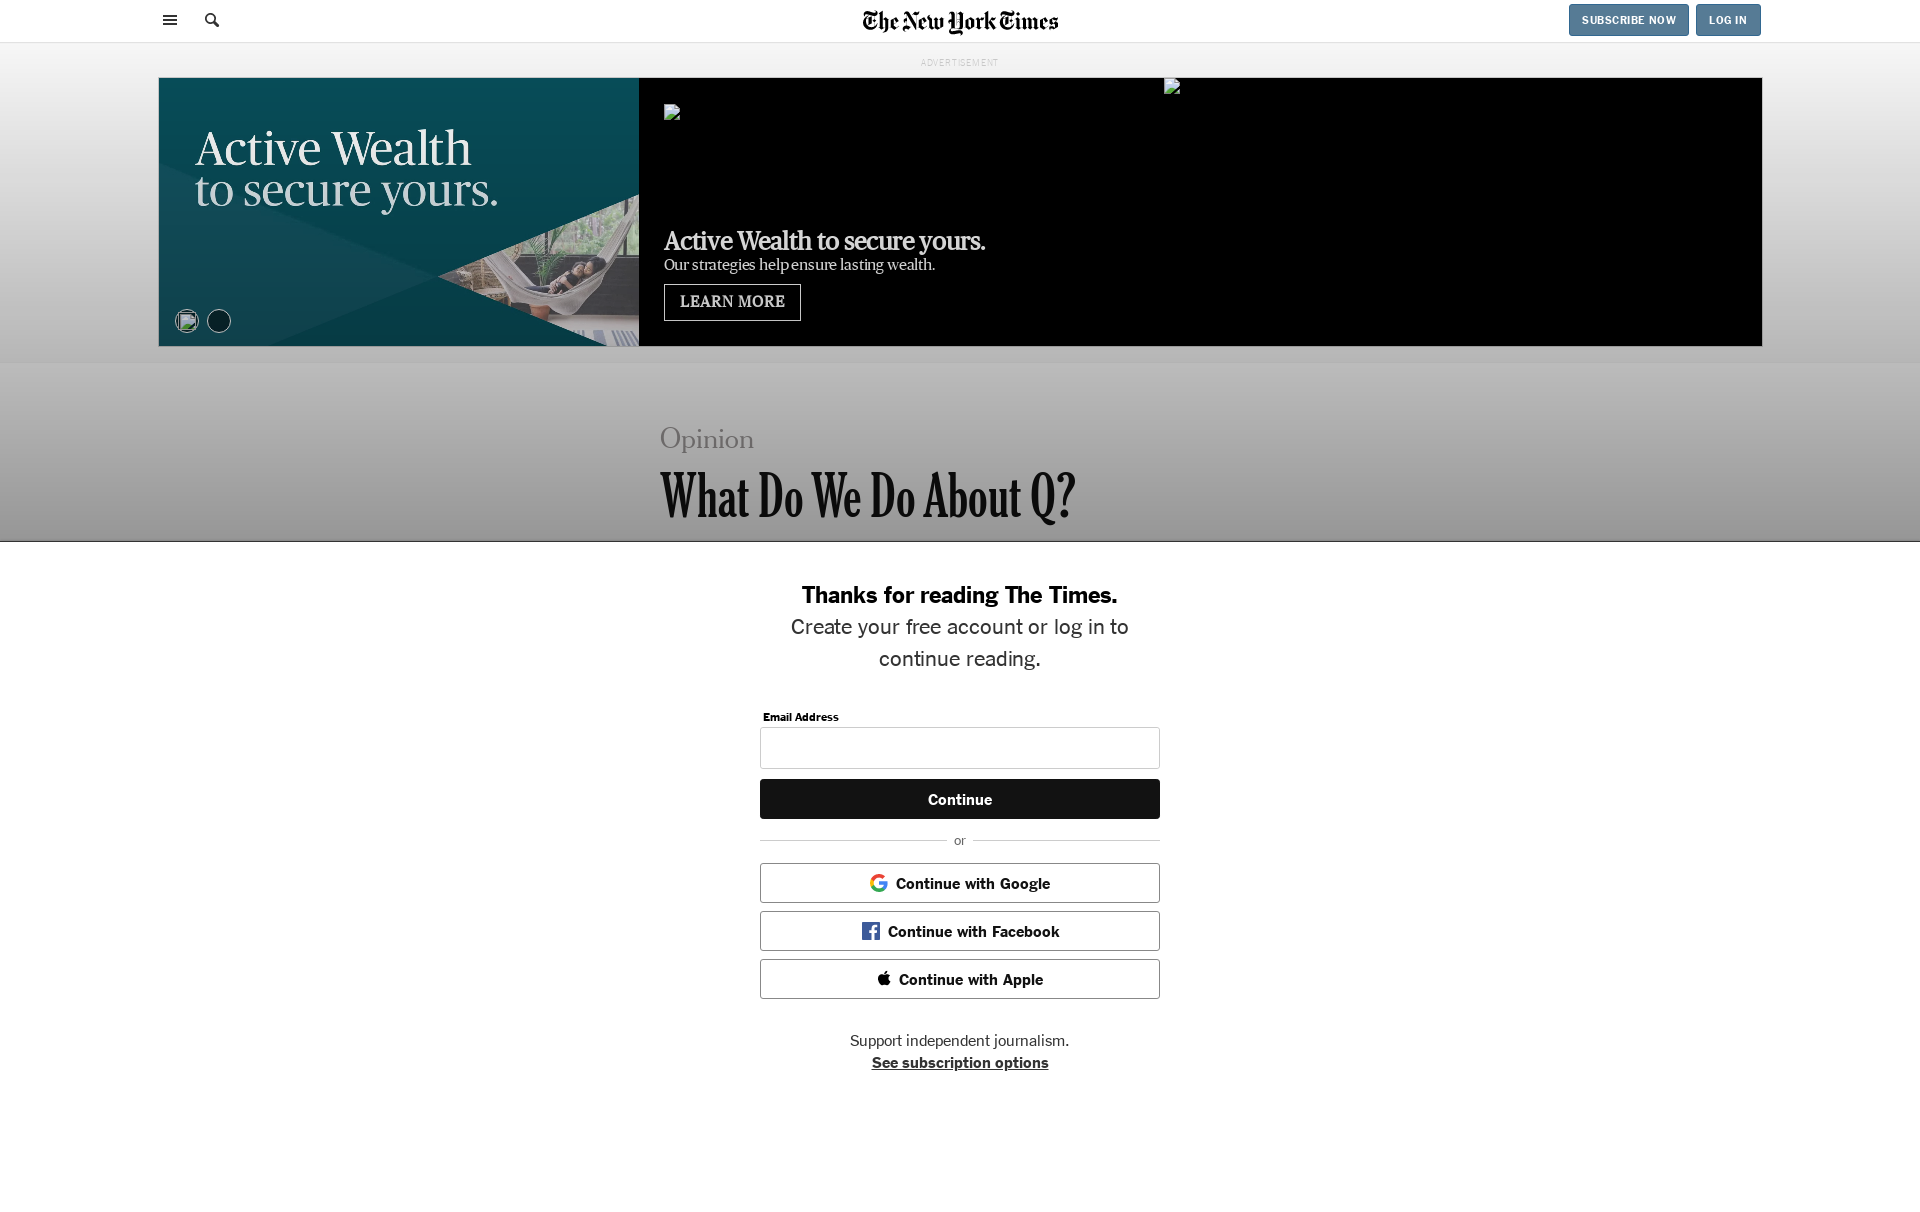 The New York Times
SUBSCRIBE NOW
LOG IN
ADVERTISEMENT
Active Wealth
to secure yours.
Active Wealth to secure yours.
Our strategies help ensure lasting wealth.
LEARN MORE
Opinion
What Do We Do About Q?
Thanks for reading The Times.
Create your free account or log in to
continue reading.
Email Address
Continue
or
Continue with Google
Continue with Facebook
Continue with Apple
Support independent journalism.
See subscription options